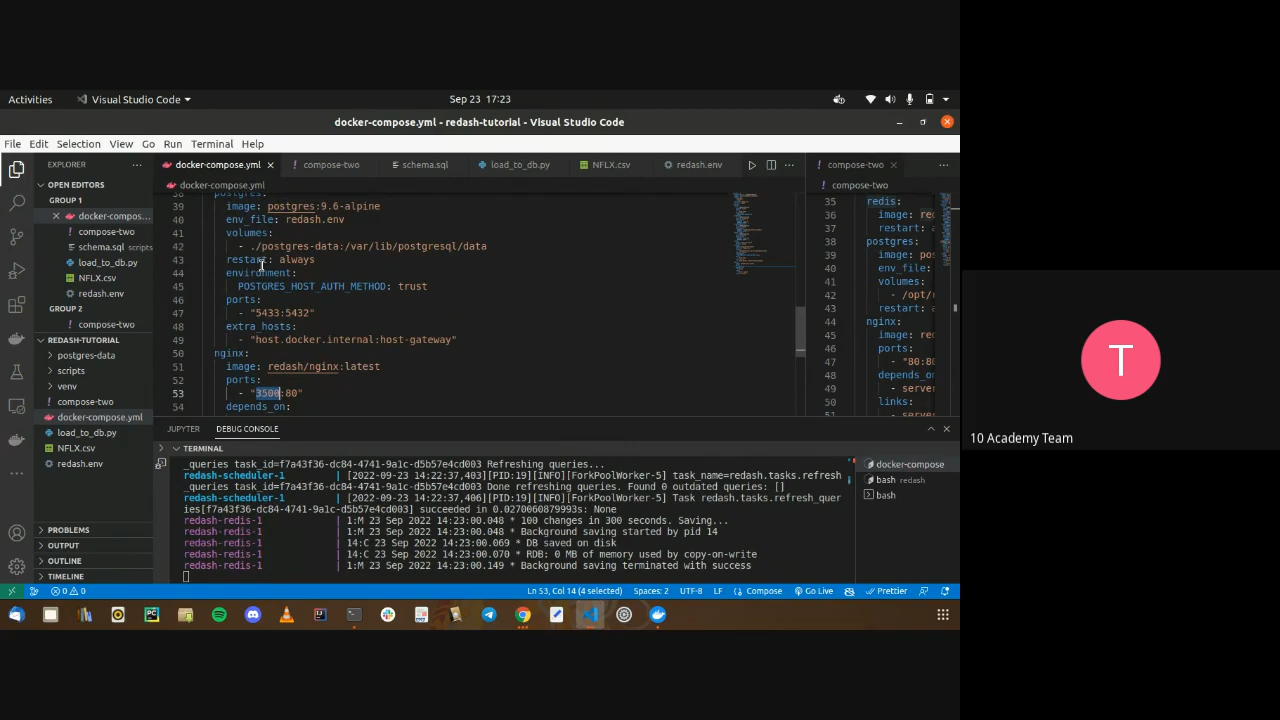 Activities
Visual Studio Code
Sep 23 17:23
docker-compose.yml - redash-tutorial - Visual Studio Code
File Edit Selection View Go Run Terminal Help
EXPLORER
OPEN EDITORS
GROUP 1
docker-compos...
compose-two
schema.sql scripts
load_to_db.py
NFLX.csv
redash.env
GROUP 2
compose-two
REDASH-TUTORIAL
postgres-data
scripts
venv
compose-two
docker-compose.yml
load_to_db.py
NFLX.csv
redash.env
PROBLEMS
OUTPUT
OUTLINE
TIMELINE
docker-compose.yml compose-two schema.sql load_to_db.py NFLX.csv redash.env
docker-compose.yml
38 postgres:
39 image: postgres:9.6-alpine
40 env_file: redash.env
41 volumes:
42 - ./postgres-data:/var/lib/postgresql/data
43 restart: always
44 environment:
45 POSTGRES_HOST_AUTH_METHOD: trust
46 ports:
47 - "5433:5432"
48 extra_hosts:
49 - "host.docker.internal:host-gateway"
50 nginx:
51 image: redash/nginx:latest
52 ports:
53 - "3500:80"
54 depends_on:
compose-two
compose-two
35 redis:
36 image: red
37 restart: a
38 postgres:
39 image: pos
40 env_file:
41 volumes:
42 - /opt/r
43 restart: a
44 nginx:
45 image: red
46 ports:
47 - "80:80
48 depends_on
49 - server
50 links:
51 - server
JUPYTER DEBUG CONSOLE
TERMINAL
_queries task_id=f7a43f36-dc84-4741-9a1c-d5b57e4cd003 Refreshing queries...
redash-scheduler-1 | [2022-09-23 14:22:37,403][PID:19][INFO][ForkPoolWorker-5] task_name=redash.tasks.refresh
_queries task_id=f7a43f36-dc84-4741-9a1c-d5b57e4cd003 Done refreshing queries. Found 0 outdated queries: []
redash-scheduler-1 | [2022-09-23 14:22:37,406][PID:19][INFO][ForkPoolWorker-5] Task redash.tasks.refresh_quer
ies[f7a43f36-dc84-4741-9a1c-d5b57e4cd003] succeeded in 0.0270060879993s: None
redash-redis-1 | 1:M 23 Sep 2022 14:23:00.048 * 100 changes in 300 seconds. Saving...
redash-redis-1 | 1:M 23 Sep 2022 14:23:00.048 * Background saving started by pid 14
redash-redis-1 | 14:C 23 Sep 2022 14:23:00.069 * DB saved on disk
redash-redis-1 | 14:C 23 Sep 2022 14:23:00.070 * RDB: 0 MB of memory used by copy-on-write
redash-redis-1 | 1:M 23 Sep 2022 14:23:00.149 * Background saving terminated with success
docker-compose
bash redash
bash
0 0 Ln 53, Col 14 (4 selected) Spaces: 2 UTF-8 LF Compose Go Live Prettier
T
10 Academy Team